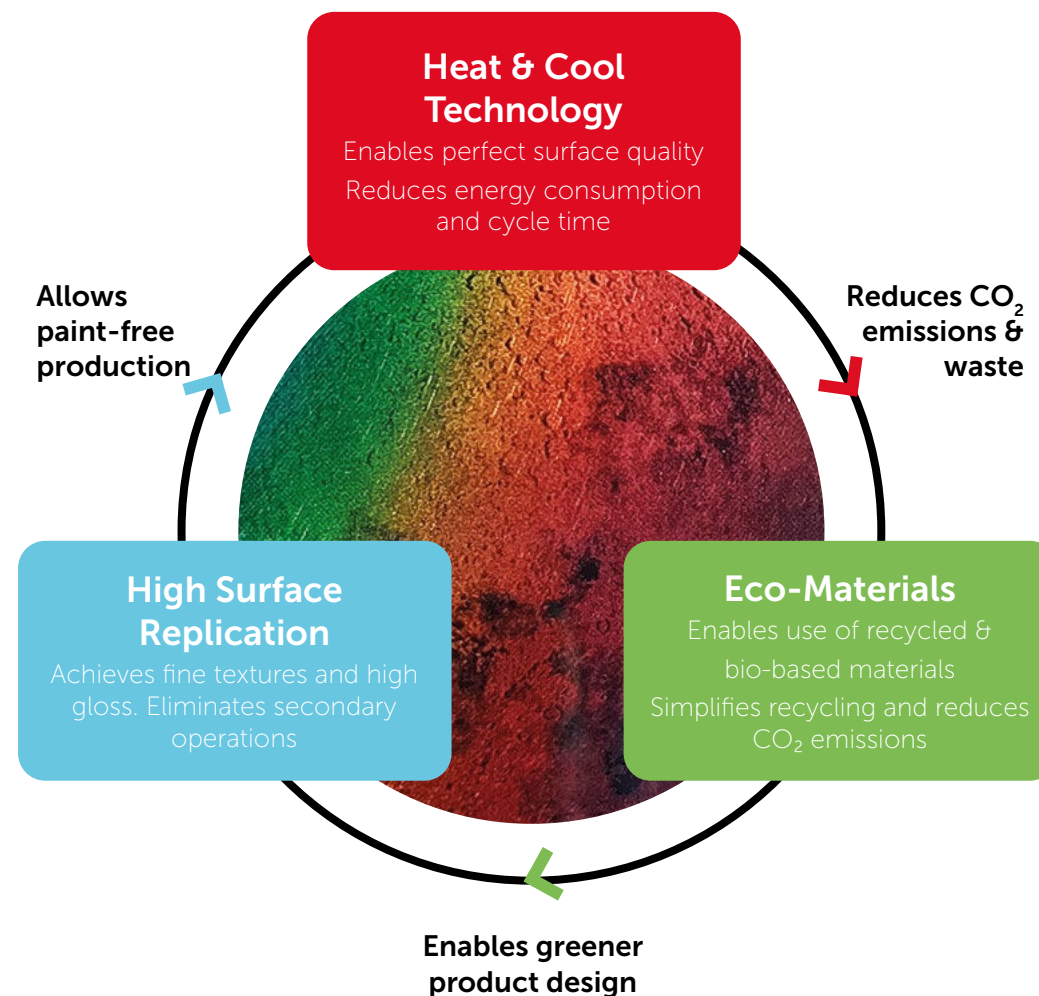 Heat & Cool
Technology
Enables perfect surface quality
Reduces energy consumption
and cycle time
Allows
paint-free
production
Reduces CO₂
emissions &
waste
High Surface
Replication
Achieves fine textures and high
gloss. Eliminates secondary
operations
Eco-Materials
Enables use of recycled &
bio-based materials
Simplifies recycling and reduces
CO₂ emissions
Enables greener
product design